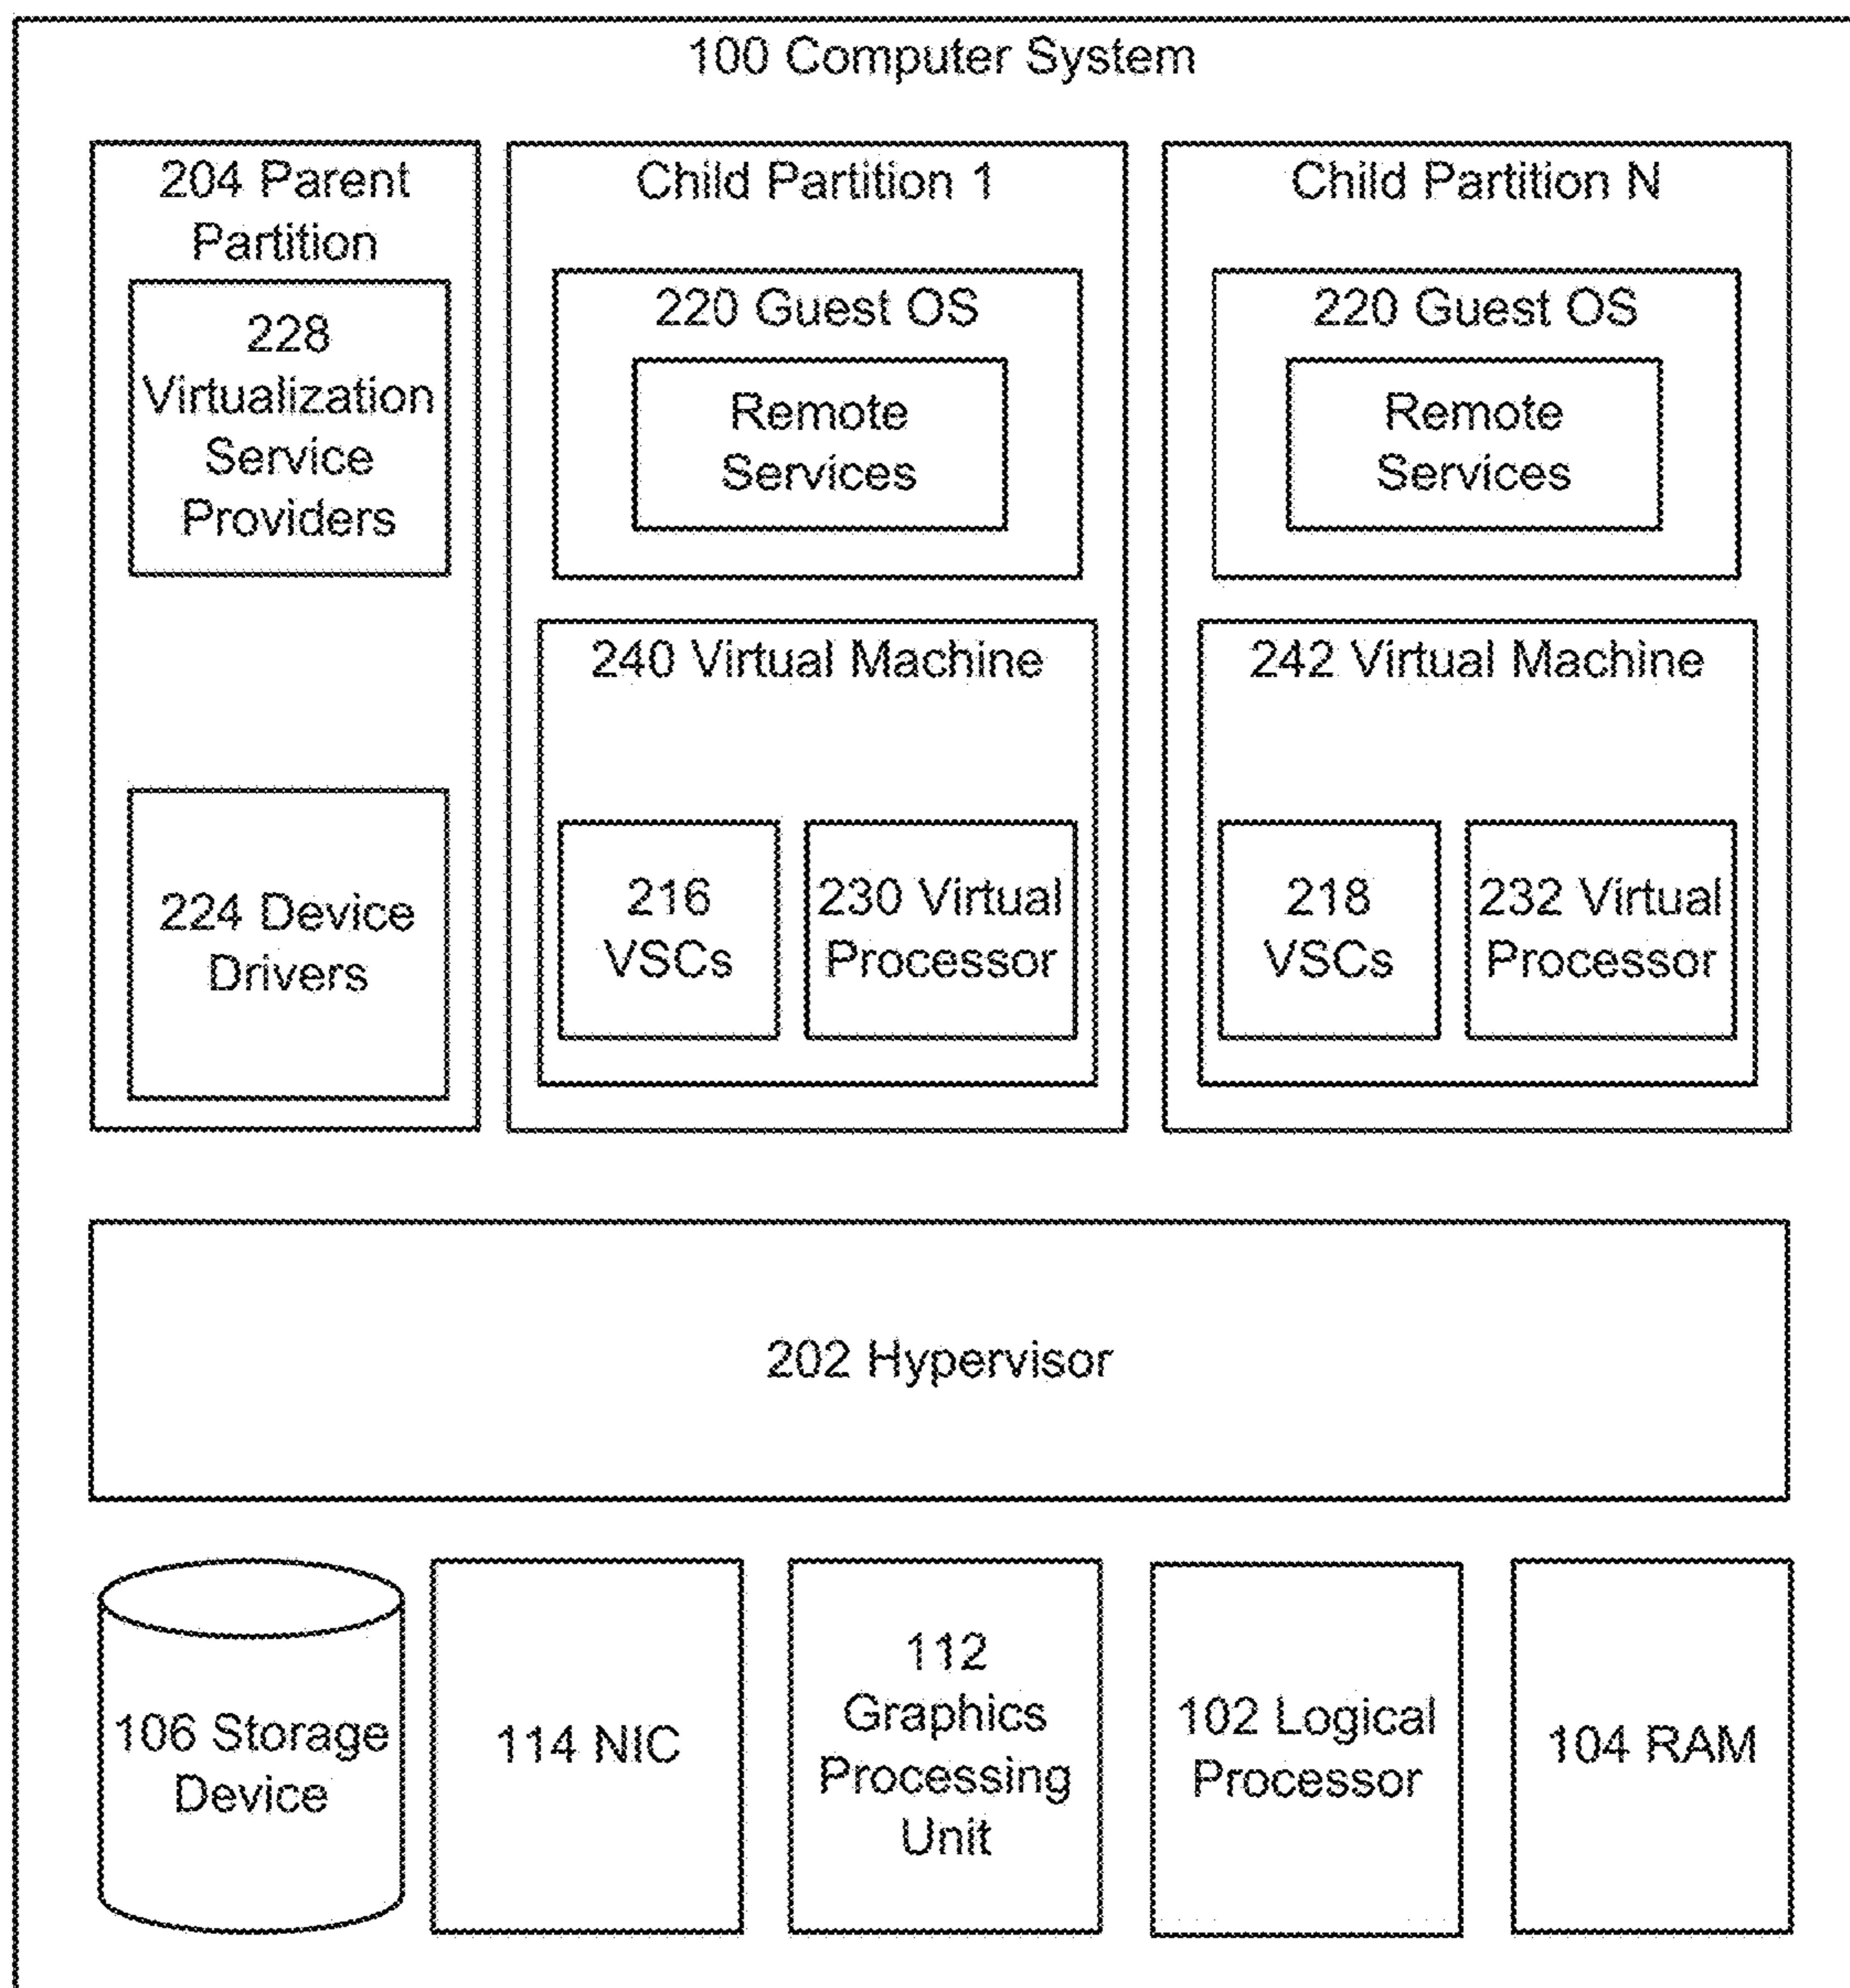 100 Computer System
204 Parent
Partition
228
Virtualization
Service
Providers
224 Device
Drivers
Child Partition 1
220 Guest OS
Remote
Services
240 Virtual Machine
216
VSCs
230 Virtual
Processor
Child Partition N
220 Guest OS
Remote
Services
242 Virtual Machine
218
VSCs
232 Virtual
Processor
202 Hypervisor
106 Storage
Device
114 NIC
112
Graphics
Processing
Unit
102 Logical
Processor
104 RAM